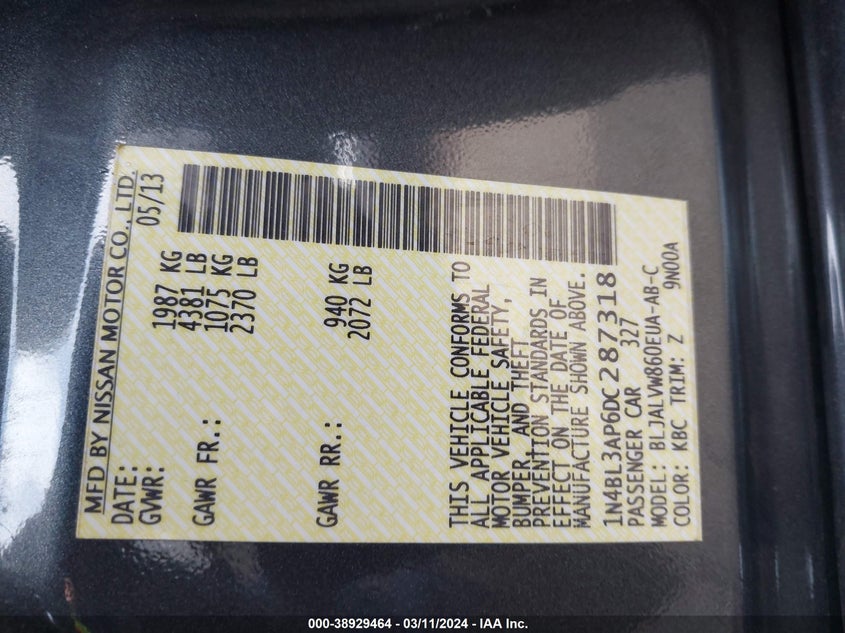 MFD BY NISSAN MOTOR CO., LTD.
DATE: 05/13
GVWR: 1987 KG
4381 LB
GAWR FR.: 1075 KG
2370 LB
GAWR RR.: 940 KG
2072 LB
THIS VEHICLE CONFORMS TO
ALL APPLICABLE FEDERAL
MOTOR VEHICLE SAFETY,
BUMPER, AND THEFT
PREVENTION STANDARDS IN
EFFECT ON THE DATE OF
MANUFACTURE SHOWN ABOVE.
1N4BL3AP6DC287318
PASSENGER CAR 327
MODEL: BLJALVW860EUA-AB-C
COLOR: KBC TRIM: Z 9N00A
000-38929464 - 03/11/2024 - IAA Inc.